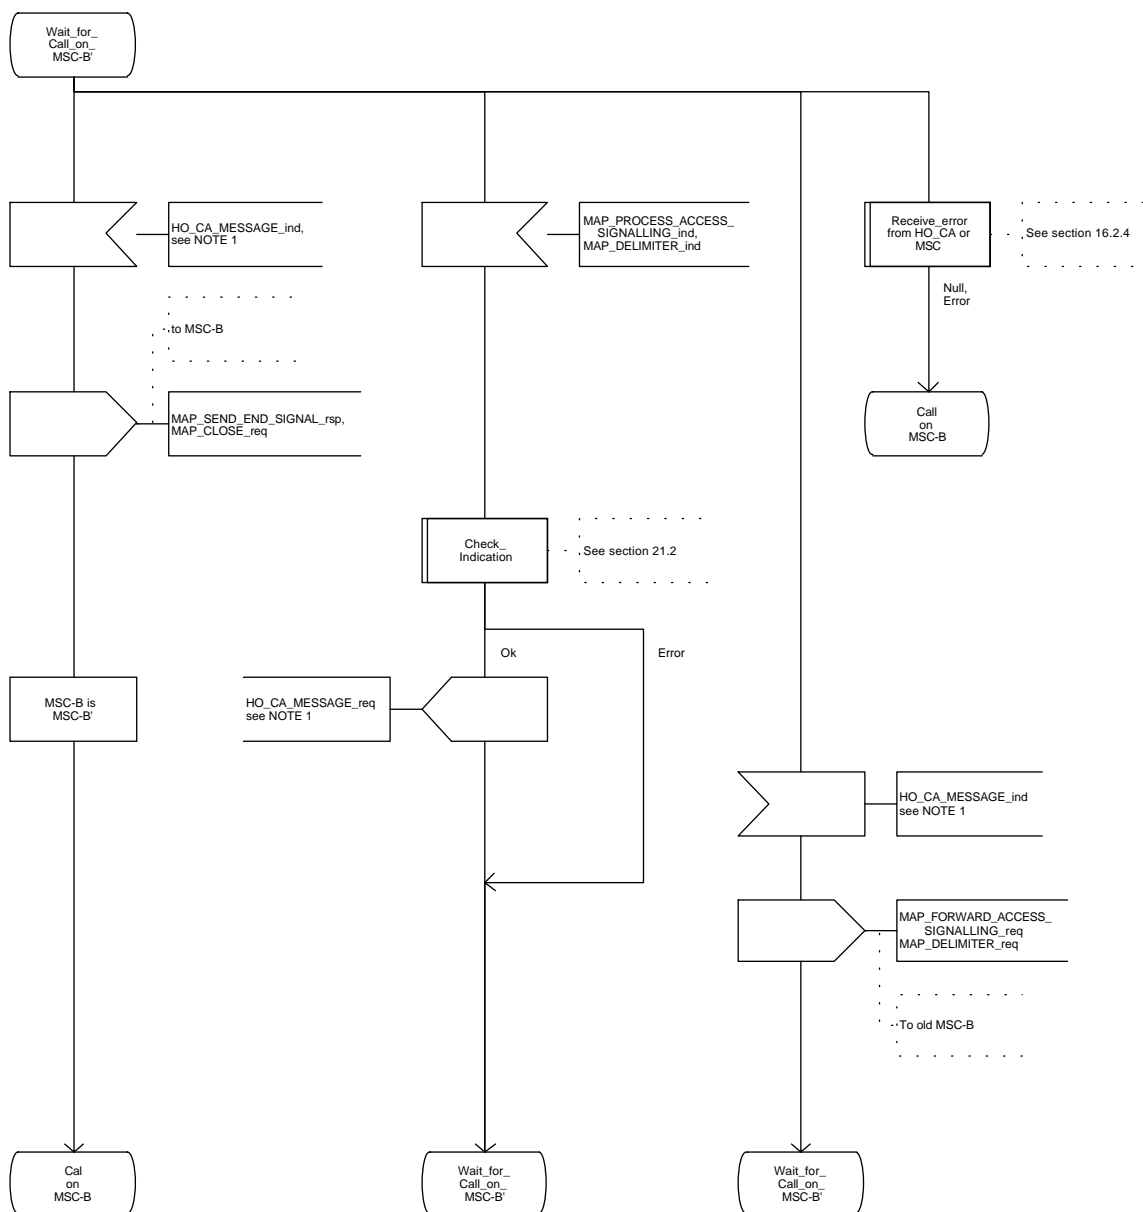 Wait_for_
Call_on_
MSC-B'
HO_CA_MESSAGE_ind,
see NOTE 1
MAP_PROCESS_ACCESS_
SIGNALLING_ind,
MAP_DELIMITER_ind
Receive_error
from HO_CA or
MSC
See section 16.2.4
Null,
Error
to MSC-B
MAP_SEND_END_SIGNAL_rsp,
MAP_CLOSE_req
Call
on
MSC-B
Check_
Indication
See section 21.2
Ok
Error
MSC-B is
MSC-B'
HO_CA_MESSAGE_req
see NOTE 1
HO_CA_MESSAGE_ind
see NOTE 1
MAP_FORWARD_ACCESS_
SIGNALLING_req
MAP_DELIMITER_req
To old MSC-B
Cal
on
MSC-B
Wait_for_
Call_on_
MSC-B'
Wait_for_
Call_on_
MSC-B'